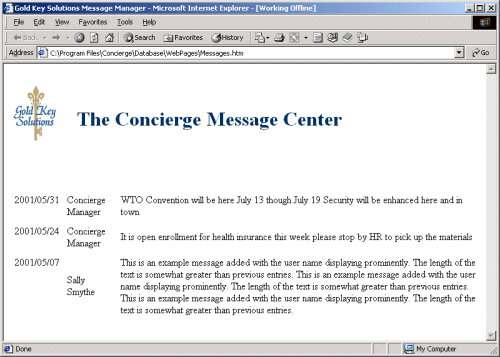 Gold Key Solutions Message Manager - Microsoft Internet Explorer - [Working Offline]
File Edit View Favorites Tools Help
Back Search Favorites History
Address C:\Program Files\Concierge\Database\WebPages\Messages.htm Go
Gold Key
Solutions
The Concierge Message Center
2001/05/31 Concierge Manager WTO Convention will be here July 13 though July 19 Security will be enhanced here and in
town
2001/05/24 Concierge Manager It is open enrollment for health insurance this week please stop by HR to pick up the materials
2001/05/07 Sally Smythe This is an example message added with the user name displaying prominently. The length of the
text is somewhat greater than previous entries. This is an example message added with the user
name displaying prominently. The length of the text is somewhat greater than previous entries.
This is an example message added with the user name displaying prominently. The length of the
text is somewhat greater than previous entries.
Done My Computer